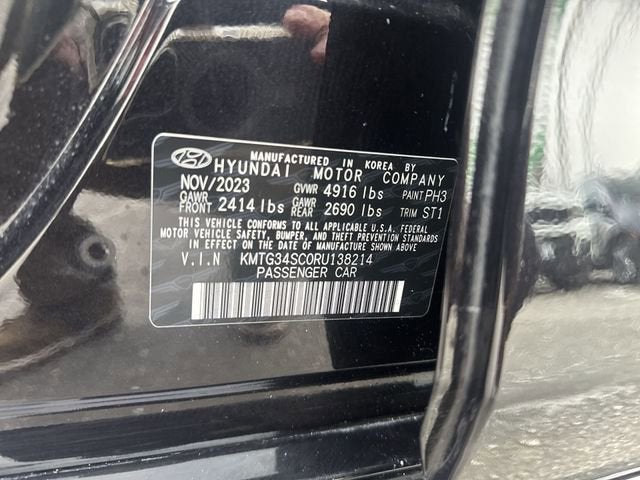 MANUFACTURED IN KOREA BY
HYUNDAI MOTOR COMPANY
NOV/2023 GVWR 4916 lbs PAINT PH3
GAWR FRONT 2414 lbs GAWR REAR 2690 lbs TRIM ST1
THIS VEHICLE CONFORMS TO ALL APPLICABLE U.S.A. FEDERAL
MOTOR VEHICLE SAFETY, BUMPER, AND THEFT PREVENTION STANDARDS
IN EFFECT ON THE DATE OF MANUFACTURE SHOWN ABOVE.
V.I.N KMTG34SC0RU138214
PASSENGER CAR